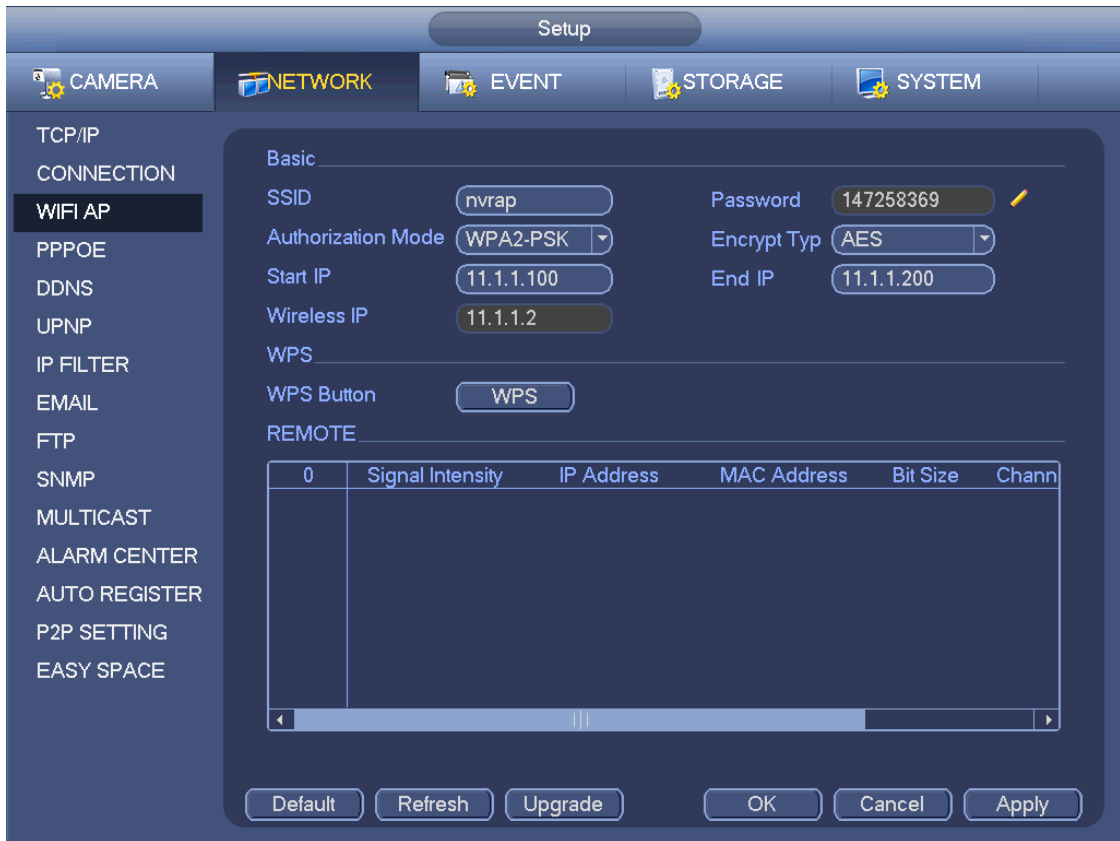 Setup
CAMERA NETWORK EVENT STORAGE SYSTEM
TCP/IP
CONNECTION
WIFI AP
PPPOE
DDNS
UPNP
IP FILTER
EMAIL
FTP
SNMP
MULTICAST
ALARM CENTER
AUTO REGISTER
P2P SETTING
EASY SPACE
Basic
SSID nvrap Password 147258369
Authorization Mode WPA2-PSK Encrypt Typ AES
Start IP 11.1.1.100 End IP 11.1.1.200
Wireless IP 11.1.1.2
WPS
WPS Button WPS
REMOTE
0 Signal Intensity IP Address MAC Address Bit Size Chann
Default Refresh Upgrade OK Cancel Apply